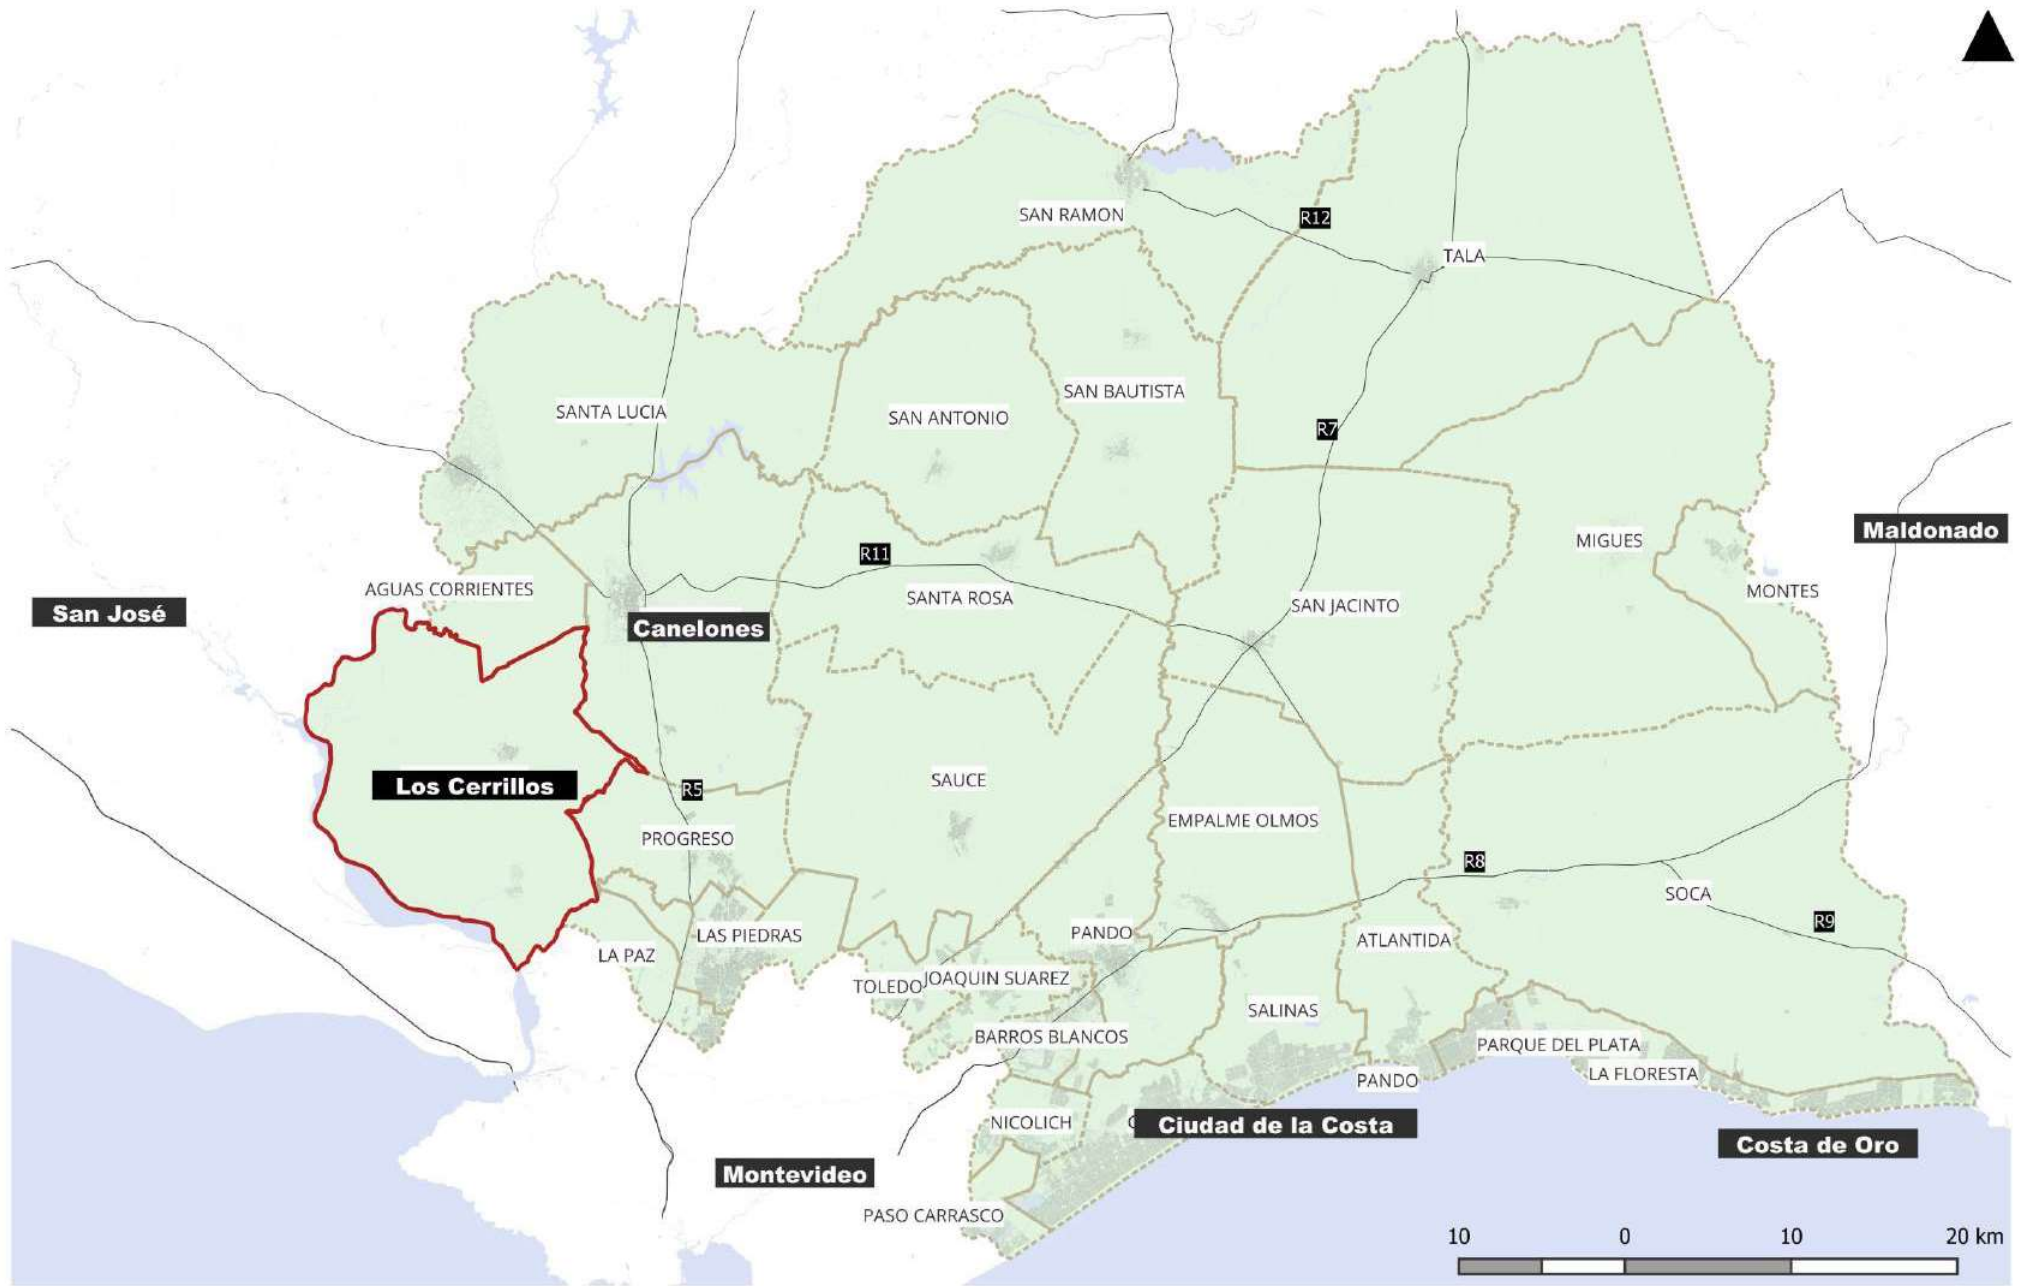 SAN RAMON
R12
TALA
SANTA LUCIA
SAN ANTONIO
SAN BAUTISTA
R7
R11
MIGUES
Maldonado
AGUAS CORRIENTES
SANTA ROSA
SAN JACINTO
MONTES
San José
Canelones
Los Cerrillos
R5
SAUCE
PROGRESO
EMPALME OLMOS
R8
SOCA
R9
LA PAZ
LAS PIEDRAS
PANDO
ATLANTIDA
TOLEDO
JOAQUIN SUAREZ
SALINAS
BARROS BLANCOS
PARQUE DEL PLATA
PANDO
LA FLORESTA
NICOLICH
Ciudad de la Costa
Costa de Oro
Montevideo
PASO CARRASCO
10 0 10 20 km